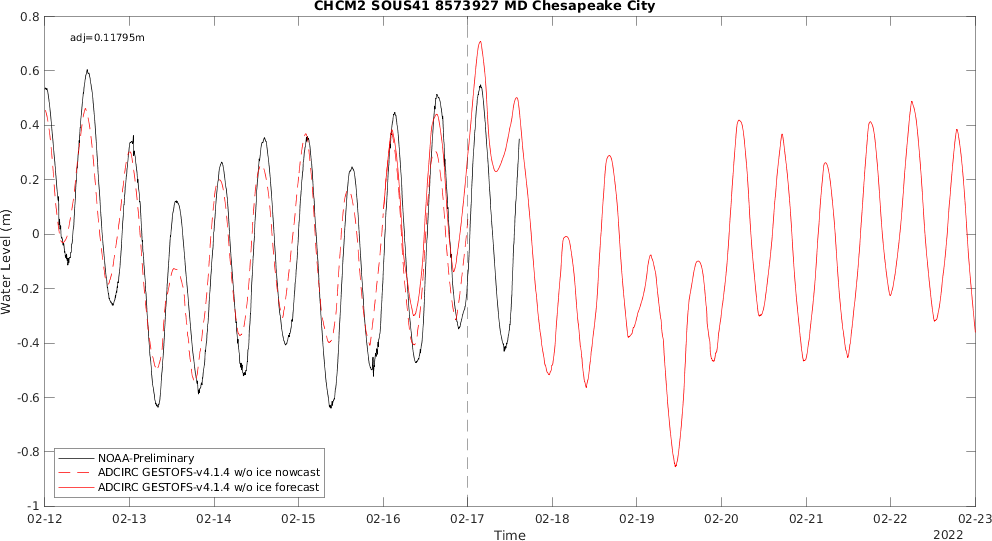 CHCM2 SOUS41 8573927 MD Chesapeake City
adj=0.11795m
0.8
0.6
0.4
0.2
0
-0.2
-0.4
-0.6
-0.8
-1
Water Level (m)
NOAA-Preliminary
ADCIRC GESTOFS-v4.1.4 w/o ice nowcast
ADCIRC GESTOFS-v4.1.4 w/o ice forecast
02-12 02-13 02-14 02-15 02-16 02-17 02-18 02-19 02-20 02-21 02-22 02-23
Time
2022